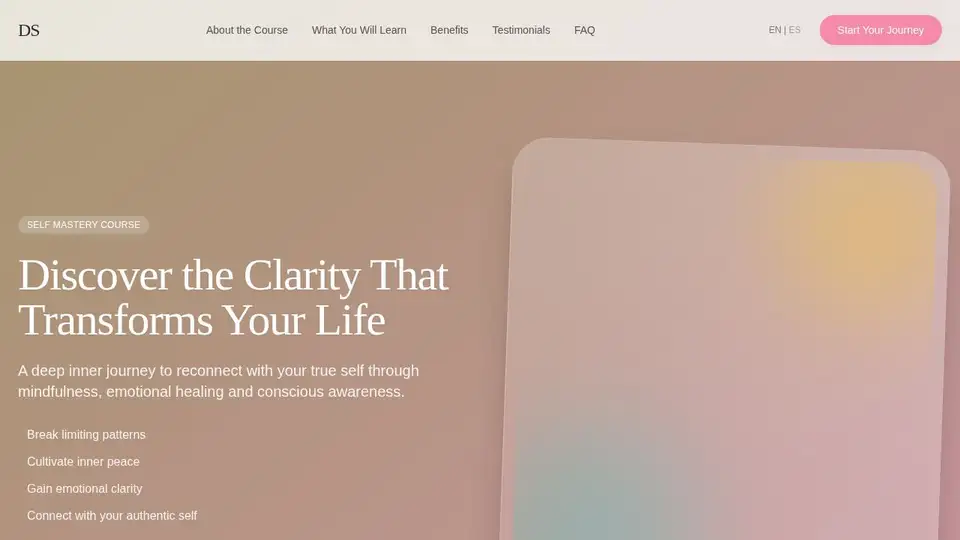 DS
About the Course
What You Will Learn
Benefits
Testimonials
FAQ
EN | ES
Start Your Journey
SELF MASTERY COURSE
Discover the Clarity That
Transforms Your Life
A deep inner journey to reconnect with your true self through
mindfulness, emotional healing and conscious awareness.
Break limiting patterns
Cultivate inner peace
Gain emotional clarity
Connect with your authentic self